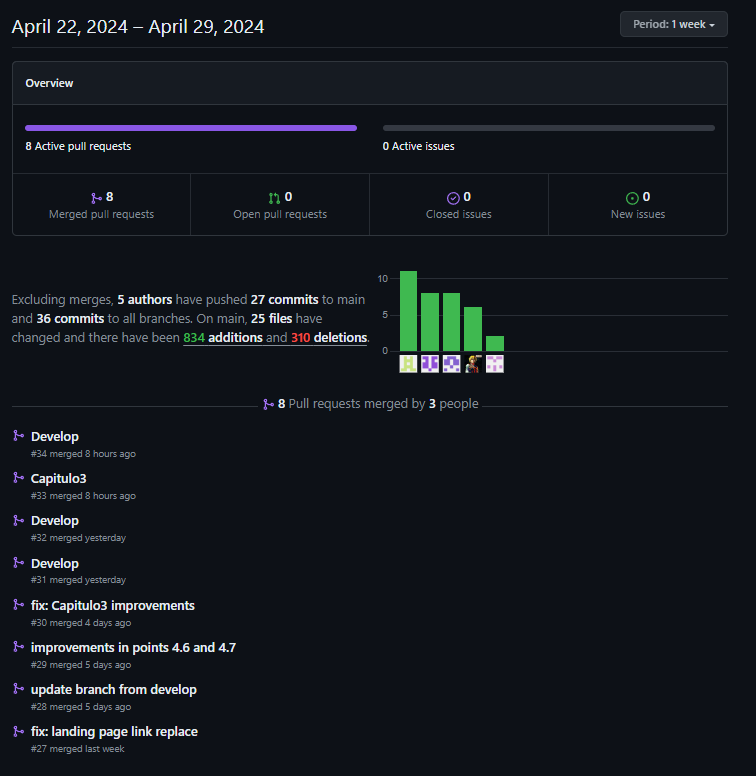 April 22, 2024 – April 29, 2024
Period: 1 week
Overview
8 Active pull requests
0 Active issues
8
Merged pull requests
0
Open pull requests
0
Closed issues
0
New issues
Excluding merges, 5 authors have pushed 27 commits to main
and 36 commits to all branches. On main, 25 files have
changed and there have been 834 additions and 310 deletions.
10
5
0
8 Pull requests merged by 3 people
Develop
#34 merged 8 hours ago
Capitulo3
#33 merged 8 hours ago
Develop
#32 merged yesterday
Develop
#31 merged yesterday
fix: Capitulo3 improvements
#30 merged 4 days ago
improvements in points 4.6 and 4.7
#29 merged 5 days ago
update branch from develop
#28 merged 5 days ago
fix: landing page link replace
#27 merged last week